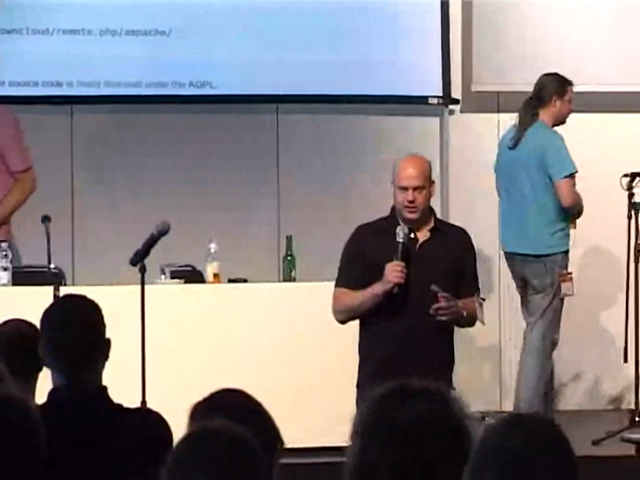 owncloud/remote.php/ampache/
source code is freely licensed under the AGPL.